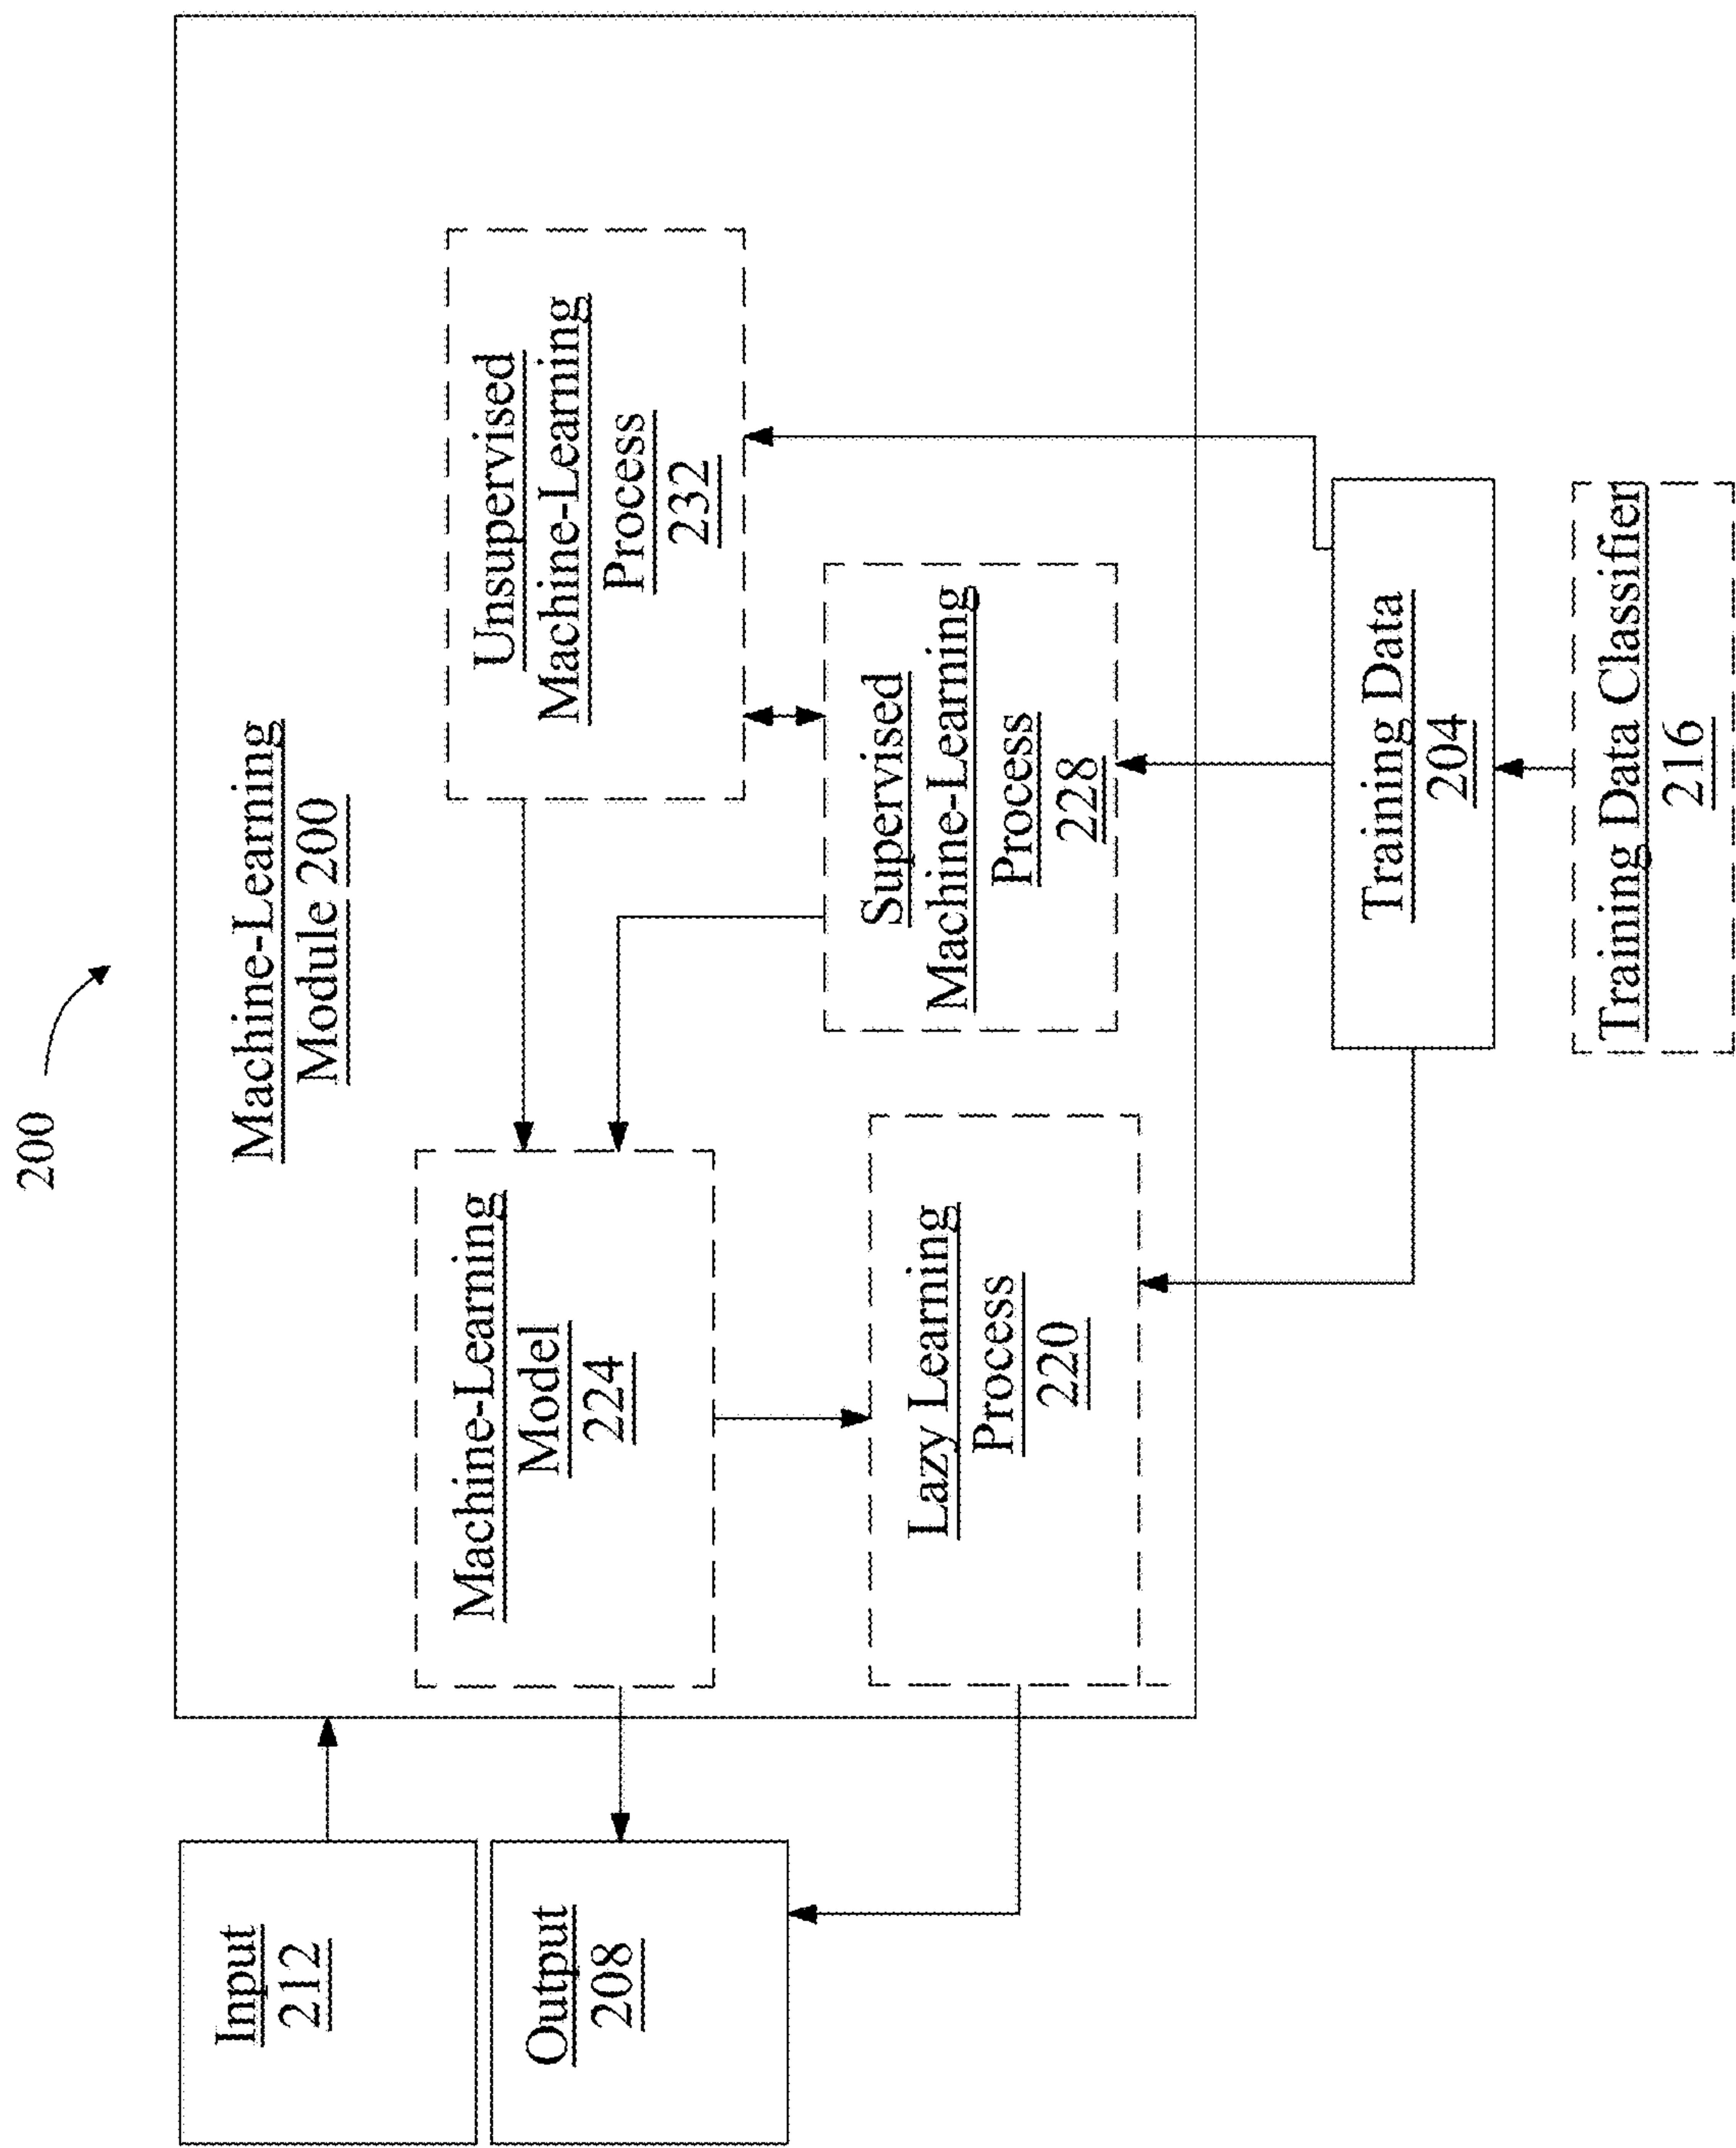 200
Machine-Learning
Module 200
Input
212
Output
208
Machine-Learning
Model
224
Unsupervised
Machine-Learning
Process
232
Lazy Learning
Process
220
Supervised
Machine-Learning
Process
228
Training Data
204
Training Data Classifier
216